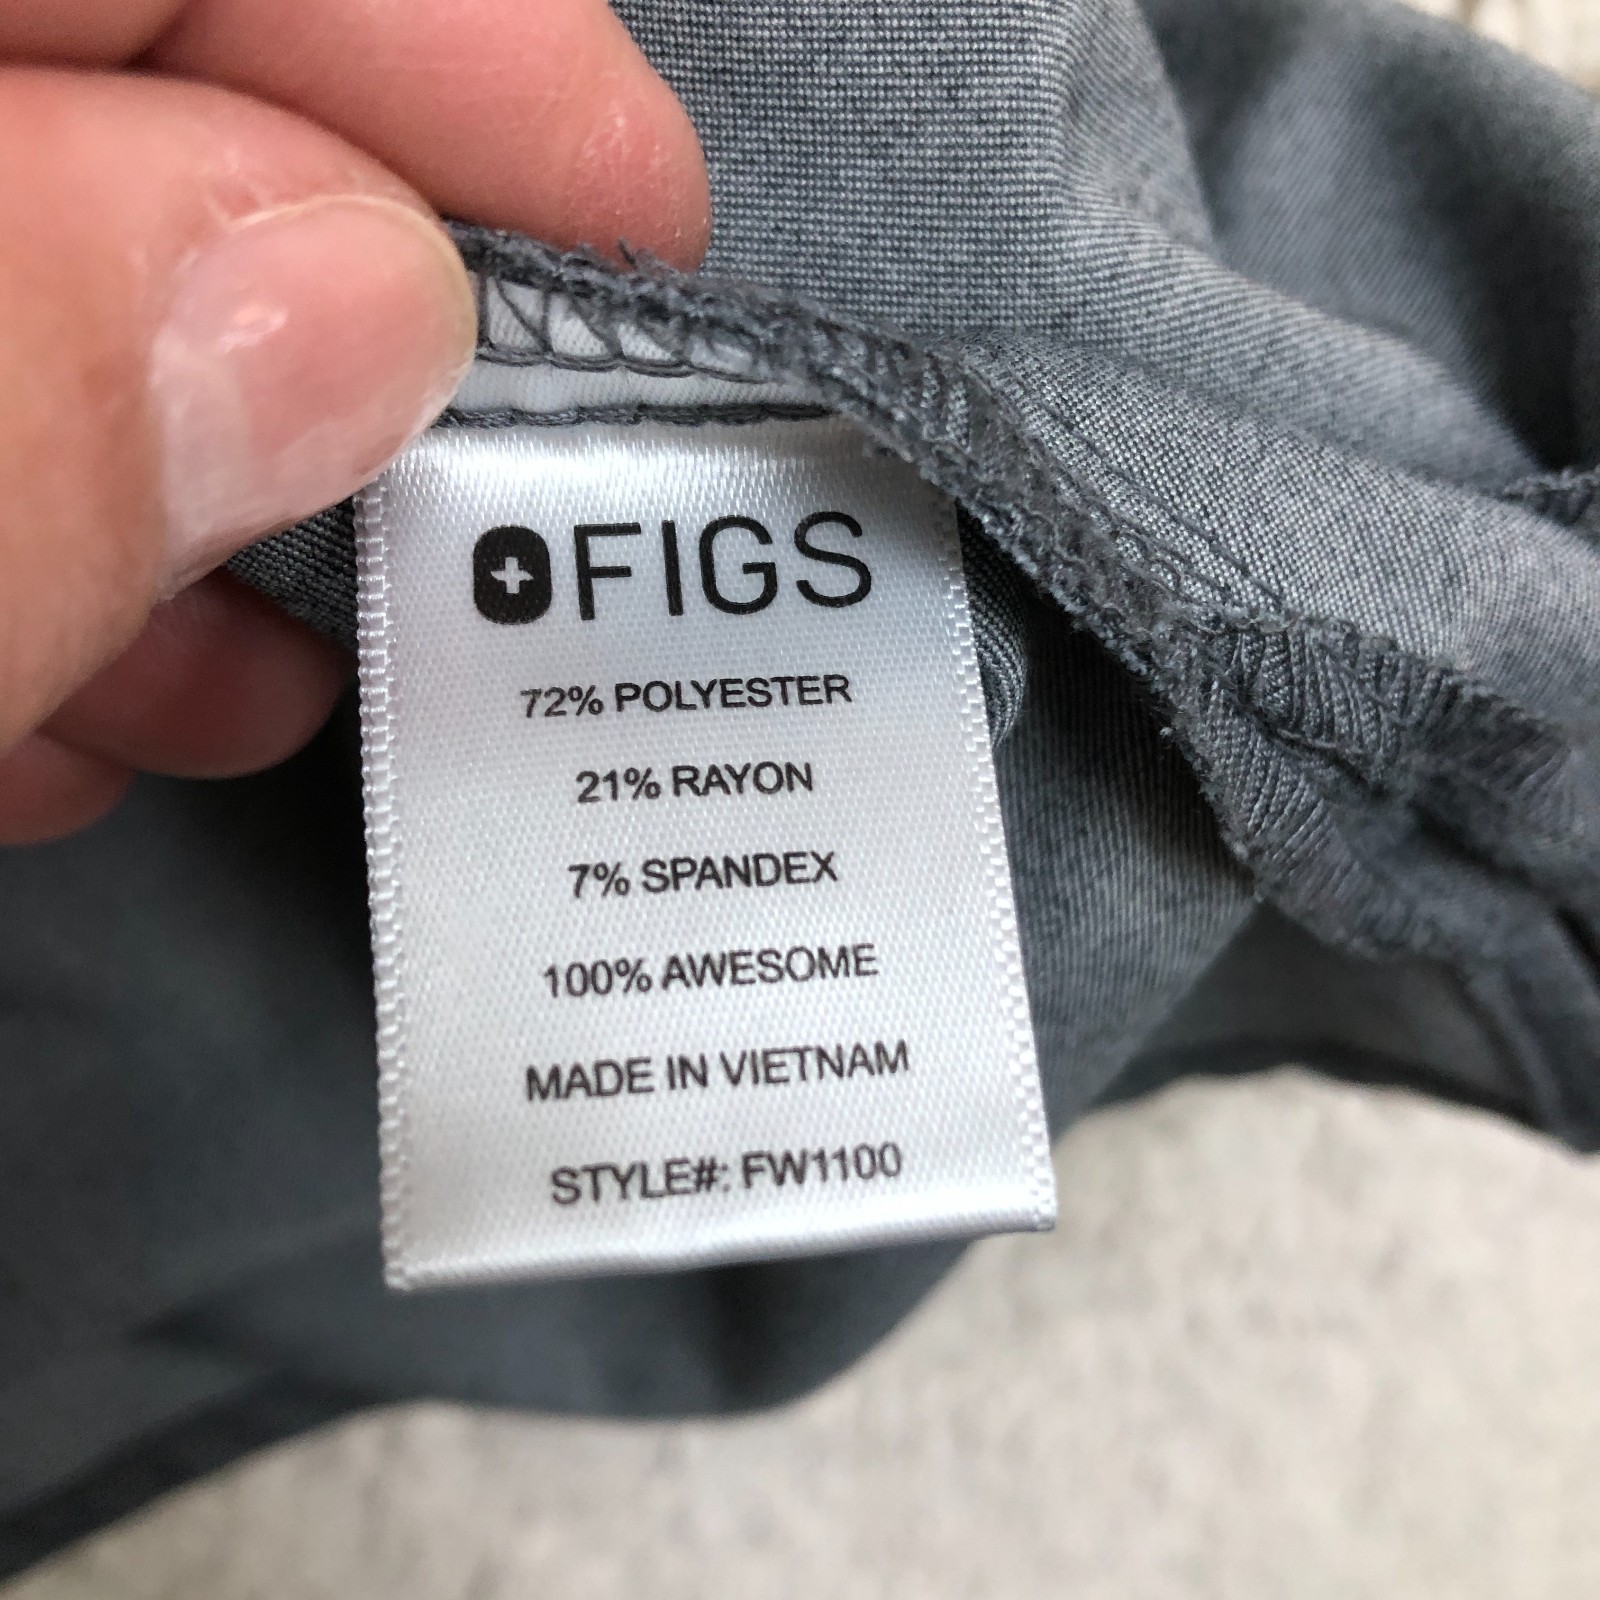 FIGS
72% POLYESTER
21% RAYON
7% SPANDEX
100% AWESOME
MADE IN VIETNAM
STYLE#: FW1100